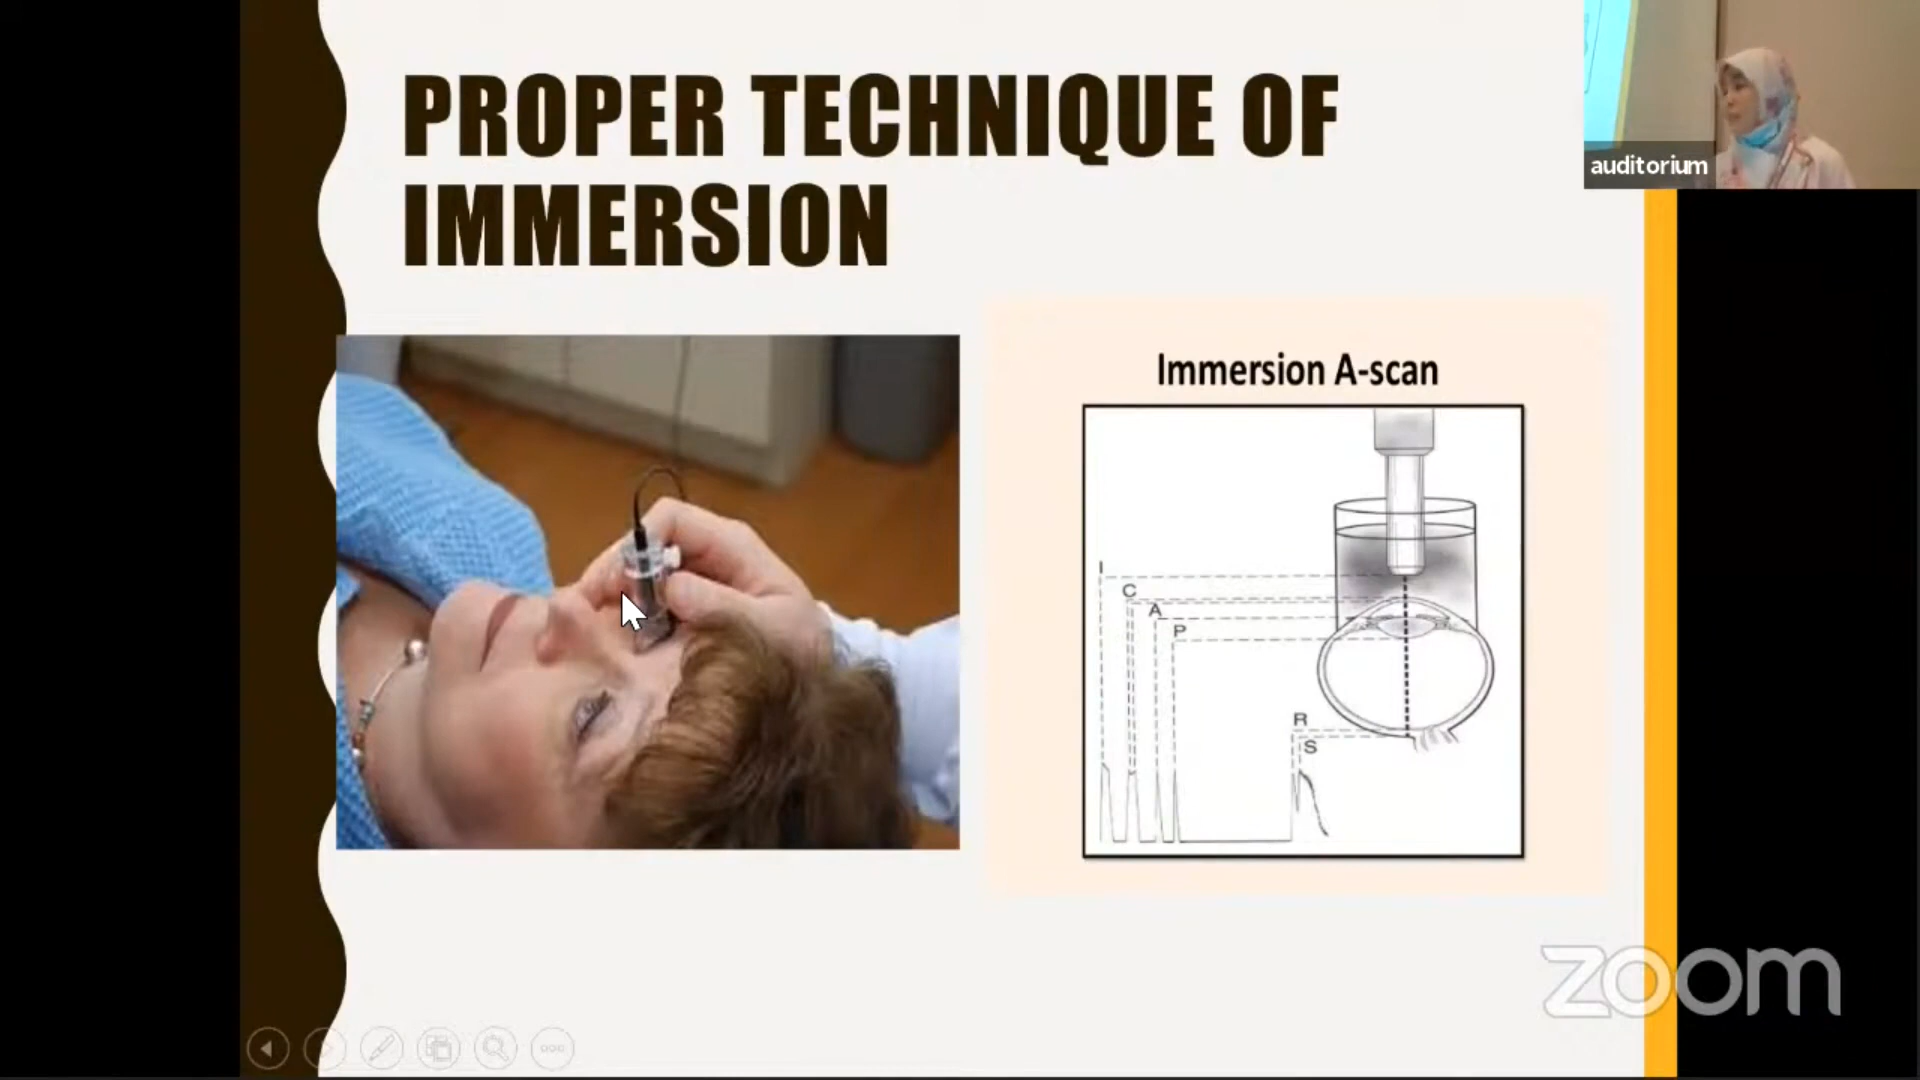 PROPER TECHNIQUE OF
IMMERSION
auditorium
Immersion A-scan
I
C
A
P
R
S
zoom